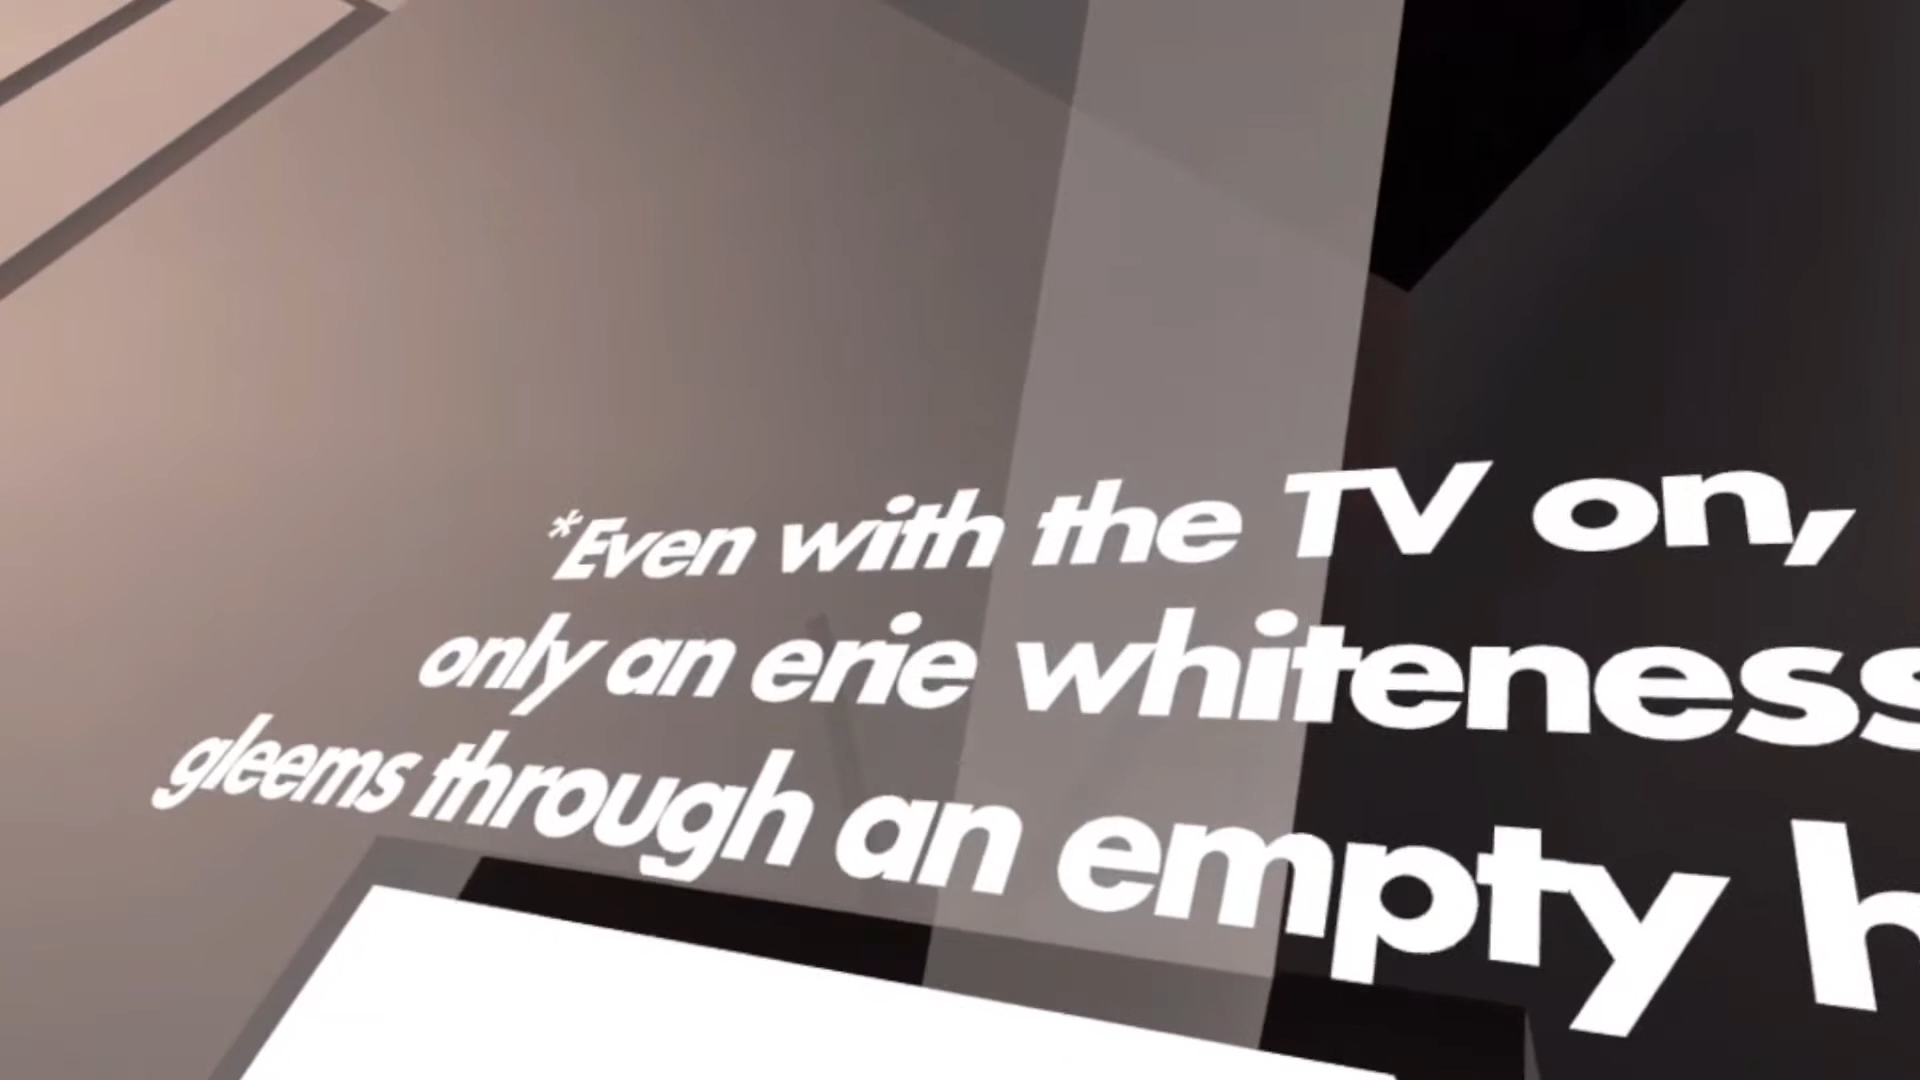 *Even with the TV on,
only an erie whiteness
gleems through an empty